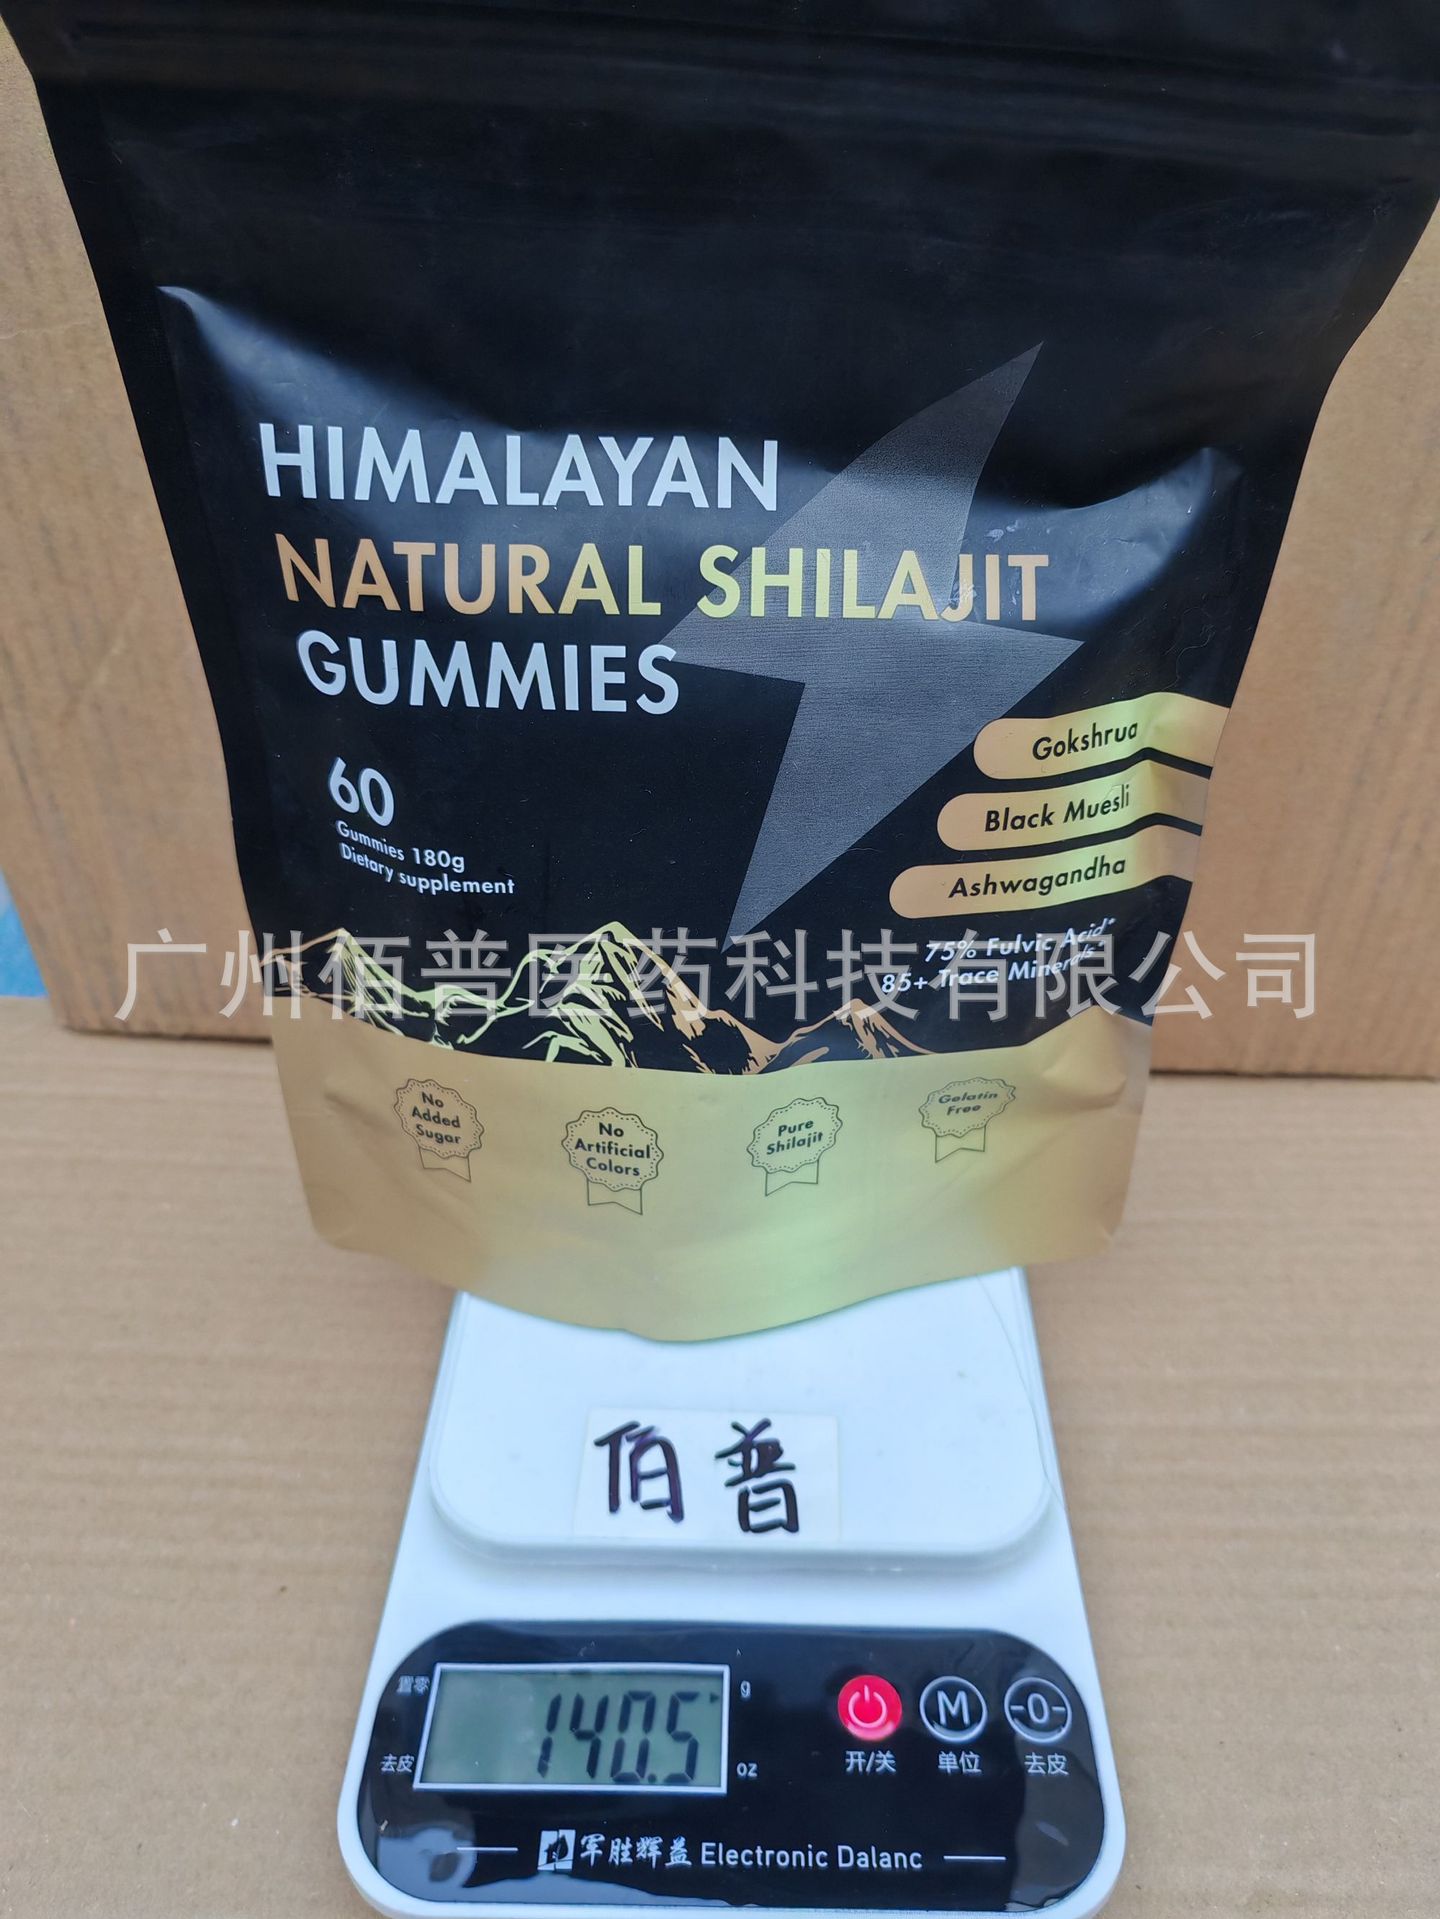 HIMALAYAN
NATURAL SHILAJIT
GUMMIES
60
Gummies 180g
Dietary supplement
Gokshrua
Black Muesli
Ashwagandha
75% Fulvic Acid*
85+ Trace Minerals*
广州佰普医药科技有限公司
No
Added
Sugar
No
Artificial
Colors
Pure
Shilajit
Gelatin
Free
伯普
置零
去皮
140.5
g
oz
M
-0-
开/关
单位
去皮
军胜辉益 Electronic Dalanc